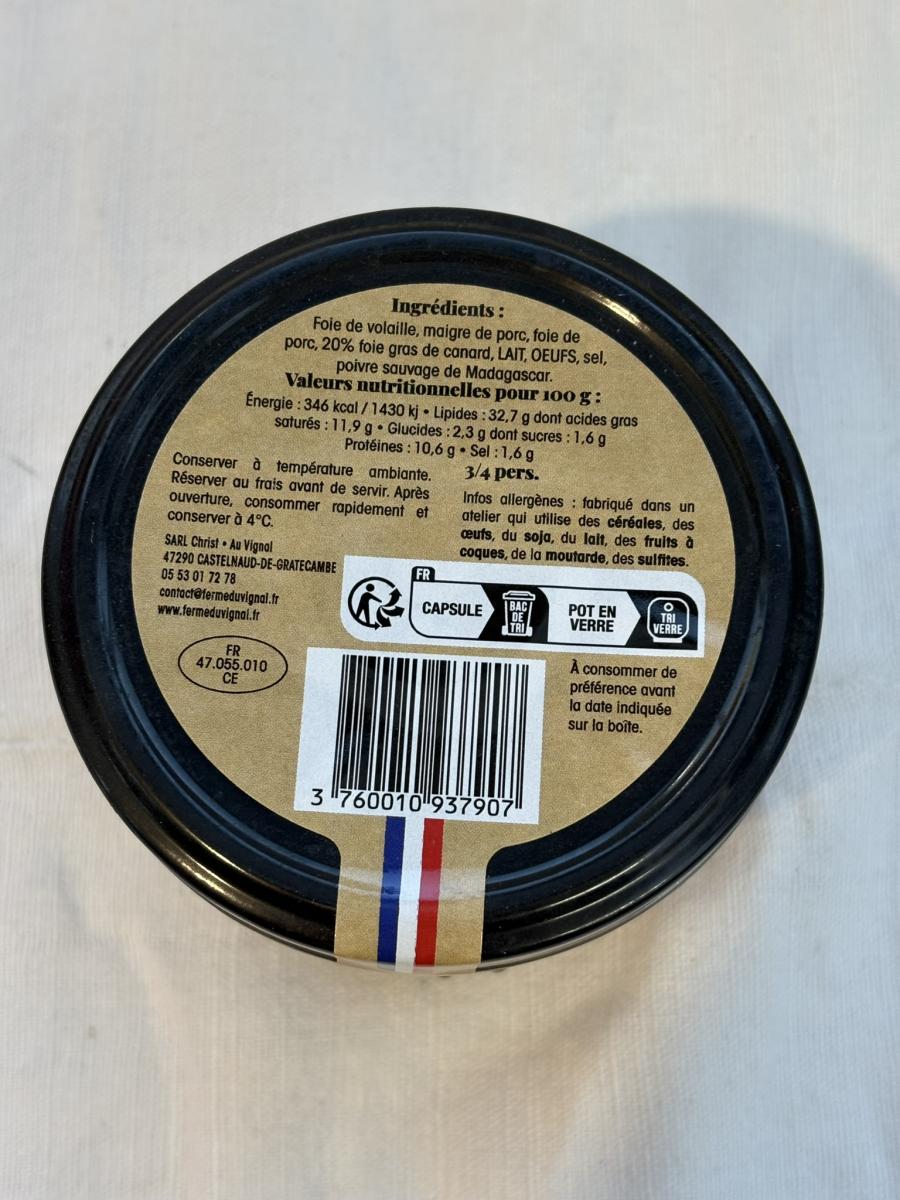 Ingrédients :
Foie de volaille, maigre de porc, foie de
porc, 20% foie gras de canard, LAIT, OEUFS, sel,
poivre sauvage de Madagascar.
Valeurs nutritionnelles pour 100 g :
Énergie : 346 kcal / 1430 kj • Lipides : 32,7 g dont acides gras
saturés : 11,9 g • Glucides : 2,3 g dont sucres : 1,6 g
Protéines : 10,6 g • Sel : 1,6 g
Conserver à température ambiante.
Réserver au frais avant de servir. Après
ouverture, consommer rapidement et
conserver à 4°C.
3/4 pers.
Infos allergènes : fabriqué dans un
atelier qui utilise des céréales, des
œufs, du soja, du lait, des fruits à
coques, de la moutarde, des sulfites.
SARL Christ • Au Vignal
47290 CASTELNAUD-DE-GRATECAMBE
05 53 01 72 78
contact@fermeduvignal.fr
www.fermeduvignal.fr
FR
CAPSULE
BAC
DE
TRI
POT EN
VERRE
TRI
VERRE
FR
47.055.010
CE
À consommer de
préférence avant
la date indiquée
sur la boîte.
3 760010 937907